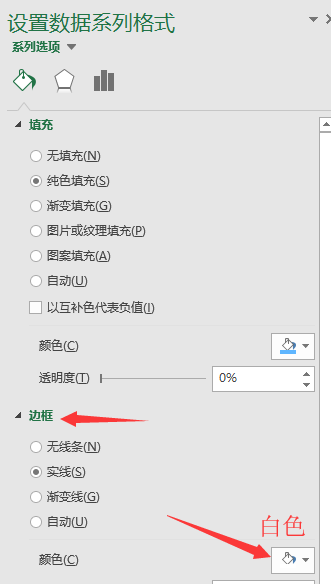 设置数据系列格式
系列选项
填充
无填充(N)
纯色填充(S)
渐变填充(G)
图片或纹理填充(P)
图案填充(A)
自动(U)
以互补色代表负值(I)
颜色(C)
透明度(T) 0%
边框
无线条(N)
实线(S)
渐变线(G)
自动(U)
白色
颜色(C)